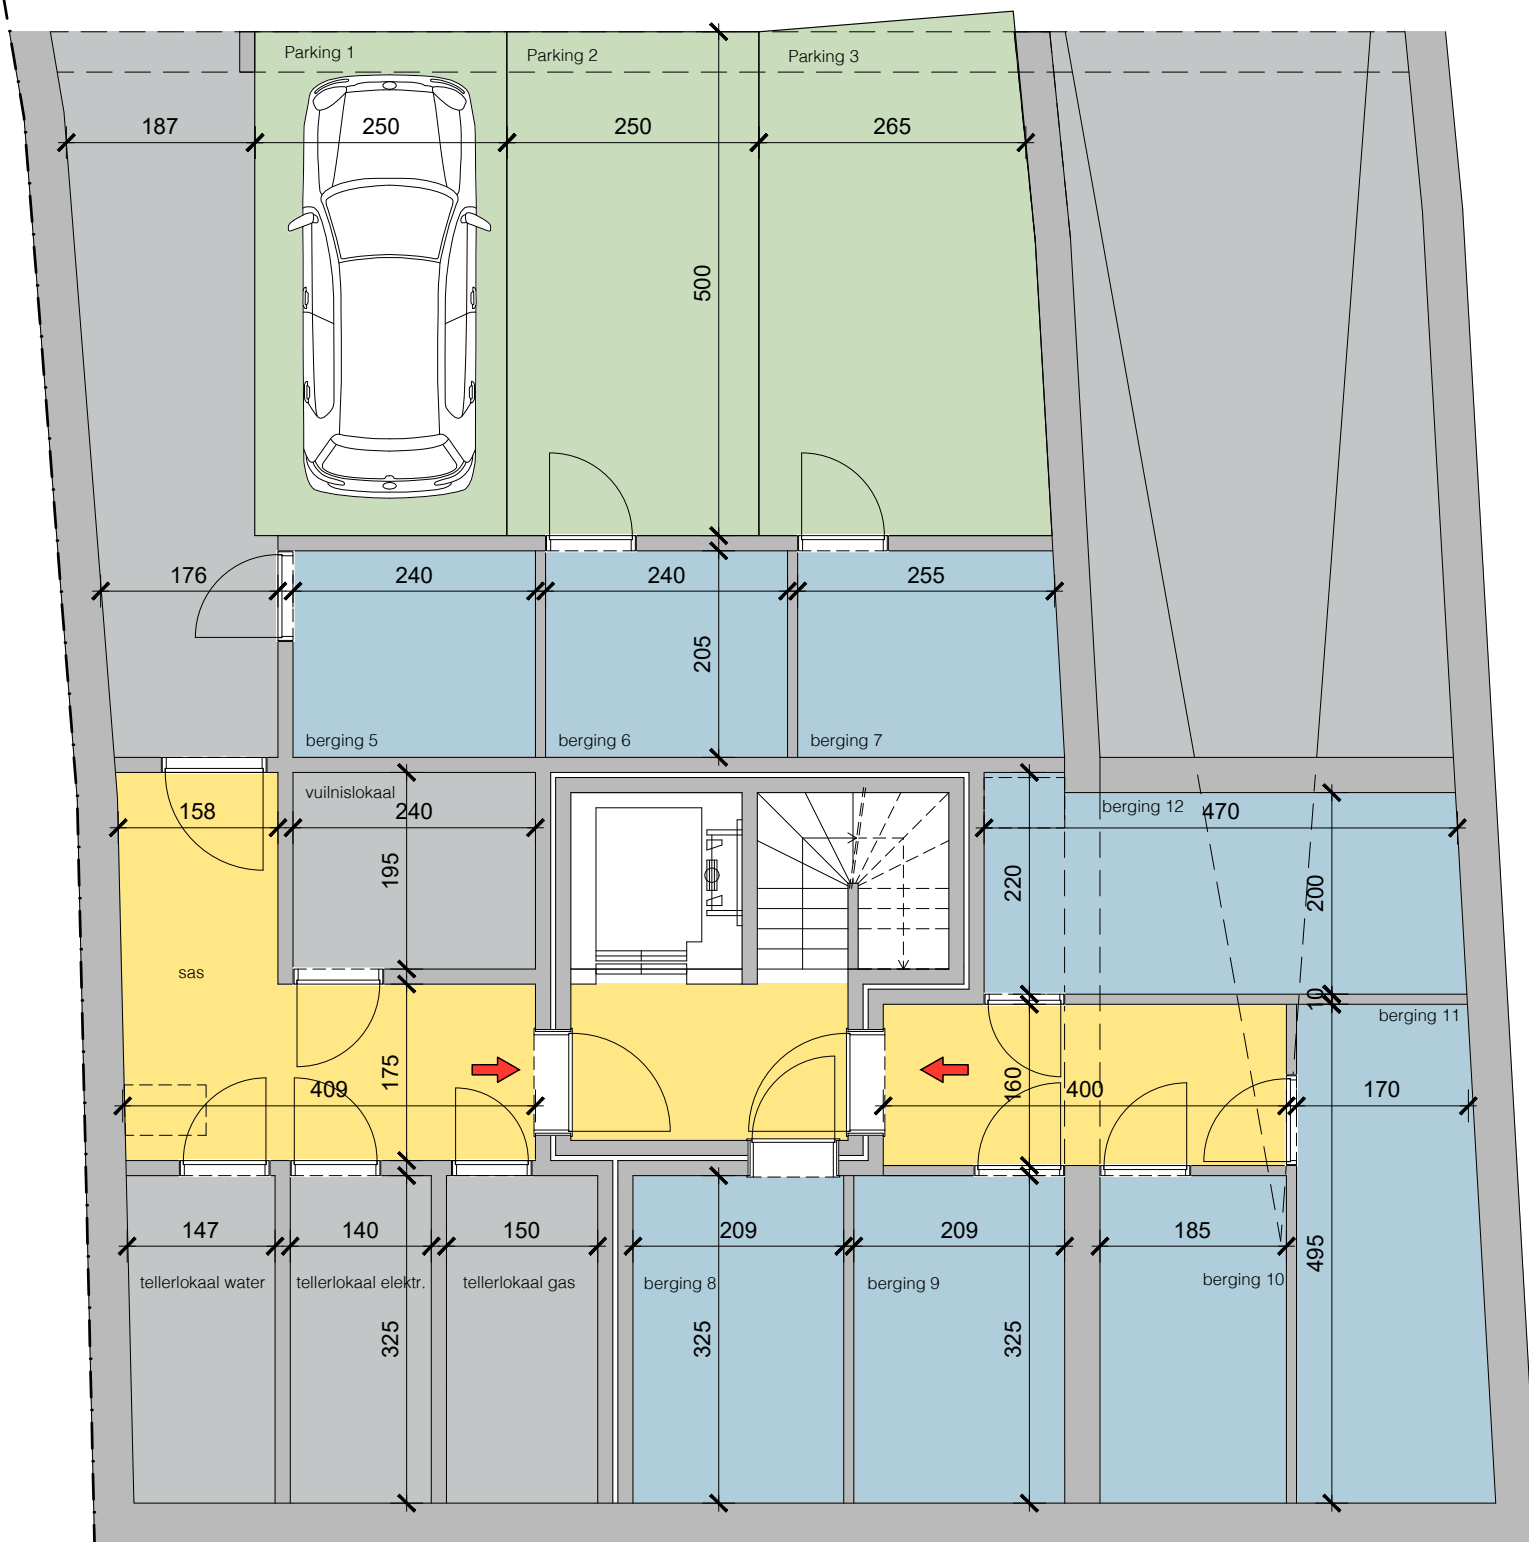 Parking 1
Parking 2
Parking 3
187
250
250
265
500
176
240
240
255
205
berging 5
berging 6
berging 7
vuilnislokaal
158
240
195
berging 12
470
220
200
sas
10
berging 11
175
409
160
400
170
147
140
150
209
209
185
495
tellerlokaal water
tellerlokaal elektr.
tellerlokaal gas
berging 8
berging 9
berging 10
325
325
325